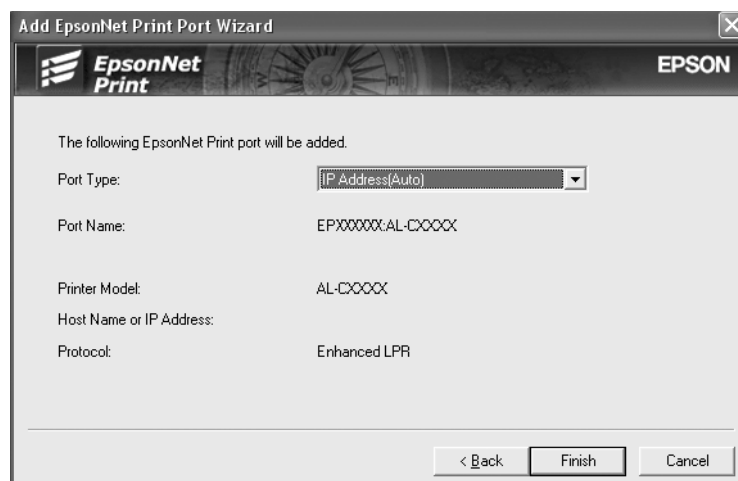 Add EpsonNet Print Port Wizard
EpsonNet
Print
EPSON
The following EpsonNet Print port will be added.
Port Type: IP Address(Auto)
Port Name: EPXXXXXX:AL-CXXXX
Printer Model: AL-CXXXX
Host Name or IP Address:
Protocol: Enhanced LPR
< Back Finish Cancel